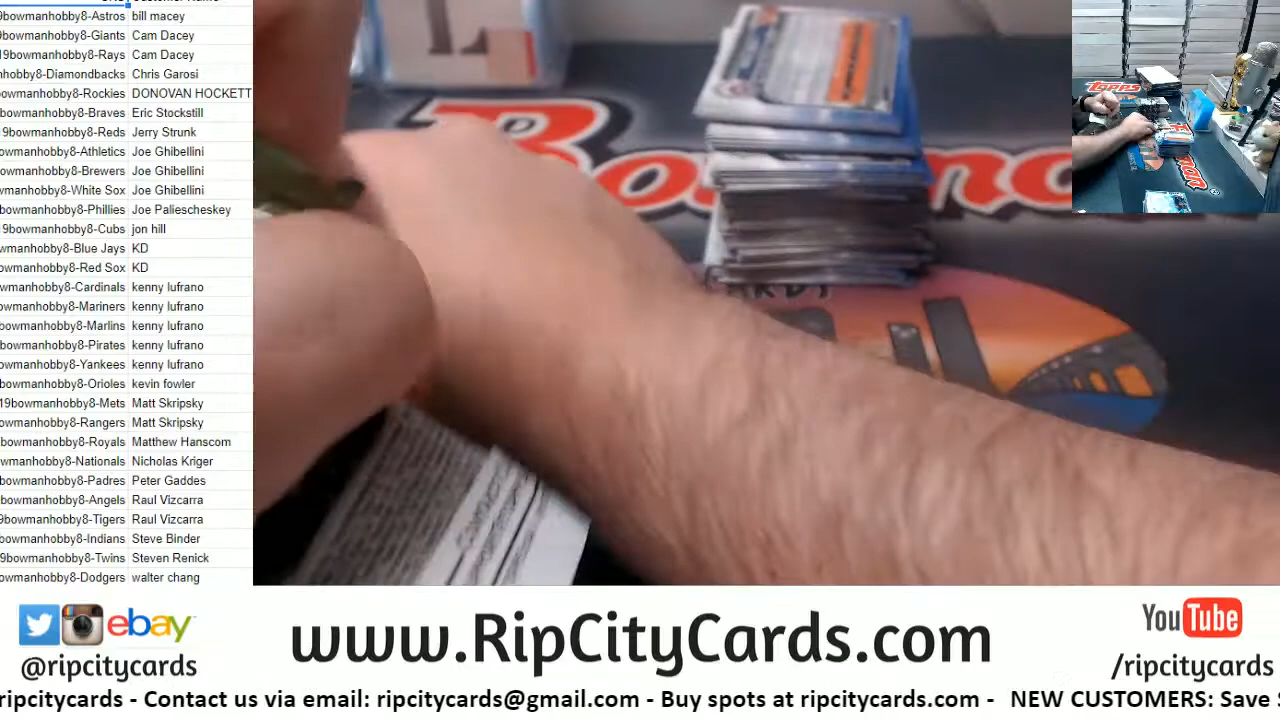 9bowmanhobby8-Astros bill macey
9bowmanhobby8-Giants Cam Dacey
19bowmanhobby8-Rays Cam Dacey
nhobby8-Diamondbacks Chris Garosi
bowmanhobby8-Rockies DONOVAN HOCKETT
owmanhobby8-Braves Eric Stockstill
19bowmanhobby8-Reds Jerry Strunk
owmanhobby8-Athletics Joe Ghibellini
owmanhobby8-Brewers Joe Ghibellini
wmanhobby8-White Sox Joe Ghibellini
bowmanhobby8-Phillies Joe Paliescheskey
9bowmanhobby8-Cubs jon hill
wmanhobby8-Blue Jays KD
owmanhobby8-Red Sox KD
wmanhobby8-Cardinals kenny lufrano
owmanhobby8-Mariners kenny lufrano
bowmanhobby8-Marlins kenny lufrano
bowmanhobby8-Pirates kenny lufrano
owmanhobby8-Yankees kenny lufrano
bowmanhobby8-Orioles kevin fowler
19bowmanhobby8-Mets Matt Skripsky
owmanhobby8-Rangers Matt Skripsky
bowmanhobby8-Royals Matthew Hanscom
wmanhobby8-Nationals Nicholas Kriger
bowmanhobby8-Padres Peter Gaddes
bowmanhobby8-Angels Raul Vizcarra
9bowmanhobby8-Tigers Raul Vizcarra
owmanhobby8-Indians Steve Binder
9bowmanhobby8-Twins Steven Renick
owmanhobby8-Dodgers walter chang
Topps
ebay
@ripcitycards
www.RipCityCards.com
YouTube
/ripcitycards
ripcitycards - Contact us via email: ripcitycards@gmail.com - Buy spots at ripcitycards.com - NEW CUSTOMERS: Save